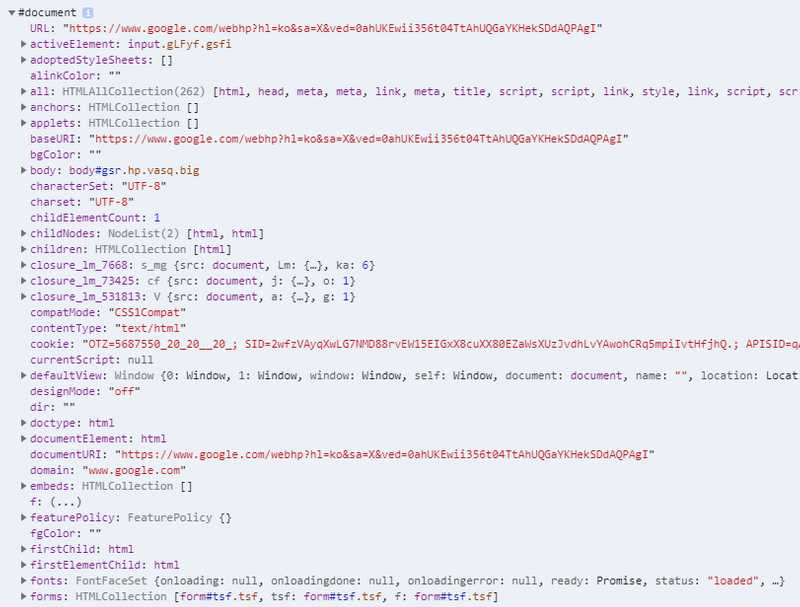 #document i
URL: "https://www.google.com/webhp?hl=ko&sa=X&ved=0ahUKEwii356t04TtAhUQGaYKHekSDdAQPAgI"
activeElement: input.gLFyf.gsfi
adoptedStyleSheets: []
alinkColor: ""
all: HTMLAllCollection(262) [html, head, meta, meta, link, meta, title, script, script, link, style, link, script, scr
anchors: HTMLCollection []
applets: HTMLCollection []
baseURI: "https://www.google.com/webhp?hl=ko&sa=X&ved=0ahUKEwii356t04TtAhUQGaYKHekSDdAQPAgI"
bgColor: ""
body: body#gsr.hp.vasq.big
characterSet: "UTF-8"
charset: "UTF-8"
childElementCount: 1
childNodes: NodeList(2) [html, html]
children: HTMLCollection [html]
closure_lm_7668: s_mg {src: document, Lm: {…}, ka: 6}
closure_lm_73425: cf {src: document, j: {…}, o: 1}
closure_lm_531813: V {src: document, a: {…}, g: 1}
compatMode: "CSS1Compat"
contentType: "text/html"
cookie: "OTZ=5687550_20_20__20_; SID=2wfzVAyqXwLG7NMD88rvEW15EIGxX8cuXX80EZaWsXUzJvdhLvYAwohCRq5mpiIvtHfjhQ.; APISID=q
currentScript: null
defaultView: Window {0: Window, 1: Window, window: Window, self: Window, document: document, name: "", location: Locat
designMode: "off"
dir: ""
doctype: html
documentElement: html
documentURI: "https://www.google.com/webhp?hl=ko&sa=X&ved=0ahUKEwii356t04TtAhUQGaYKHekSDdAQPAgI"
domain: "www.google.com"
embeds: HTMLCollection []
f: (...)
featurePolicy: FeaturePolicy {}
fgColor: ""
firstChild: html
firstElementChild: html
fonts: FontFaceSet {onloading: null, onloadingdone: null, onloadingerror: null, ready: Promise, status: "loaded", …}
forms: HTMLCollection [form#tsf.tsf, tsf: form#tsf.tsf, f: form#tsf.tsf]